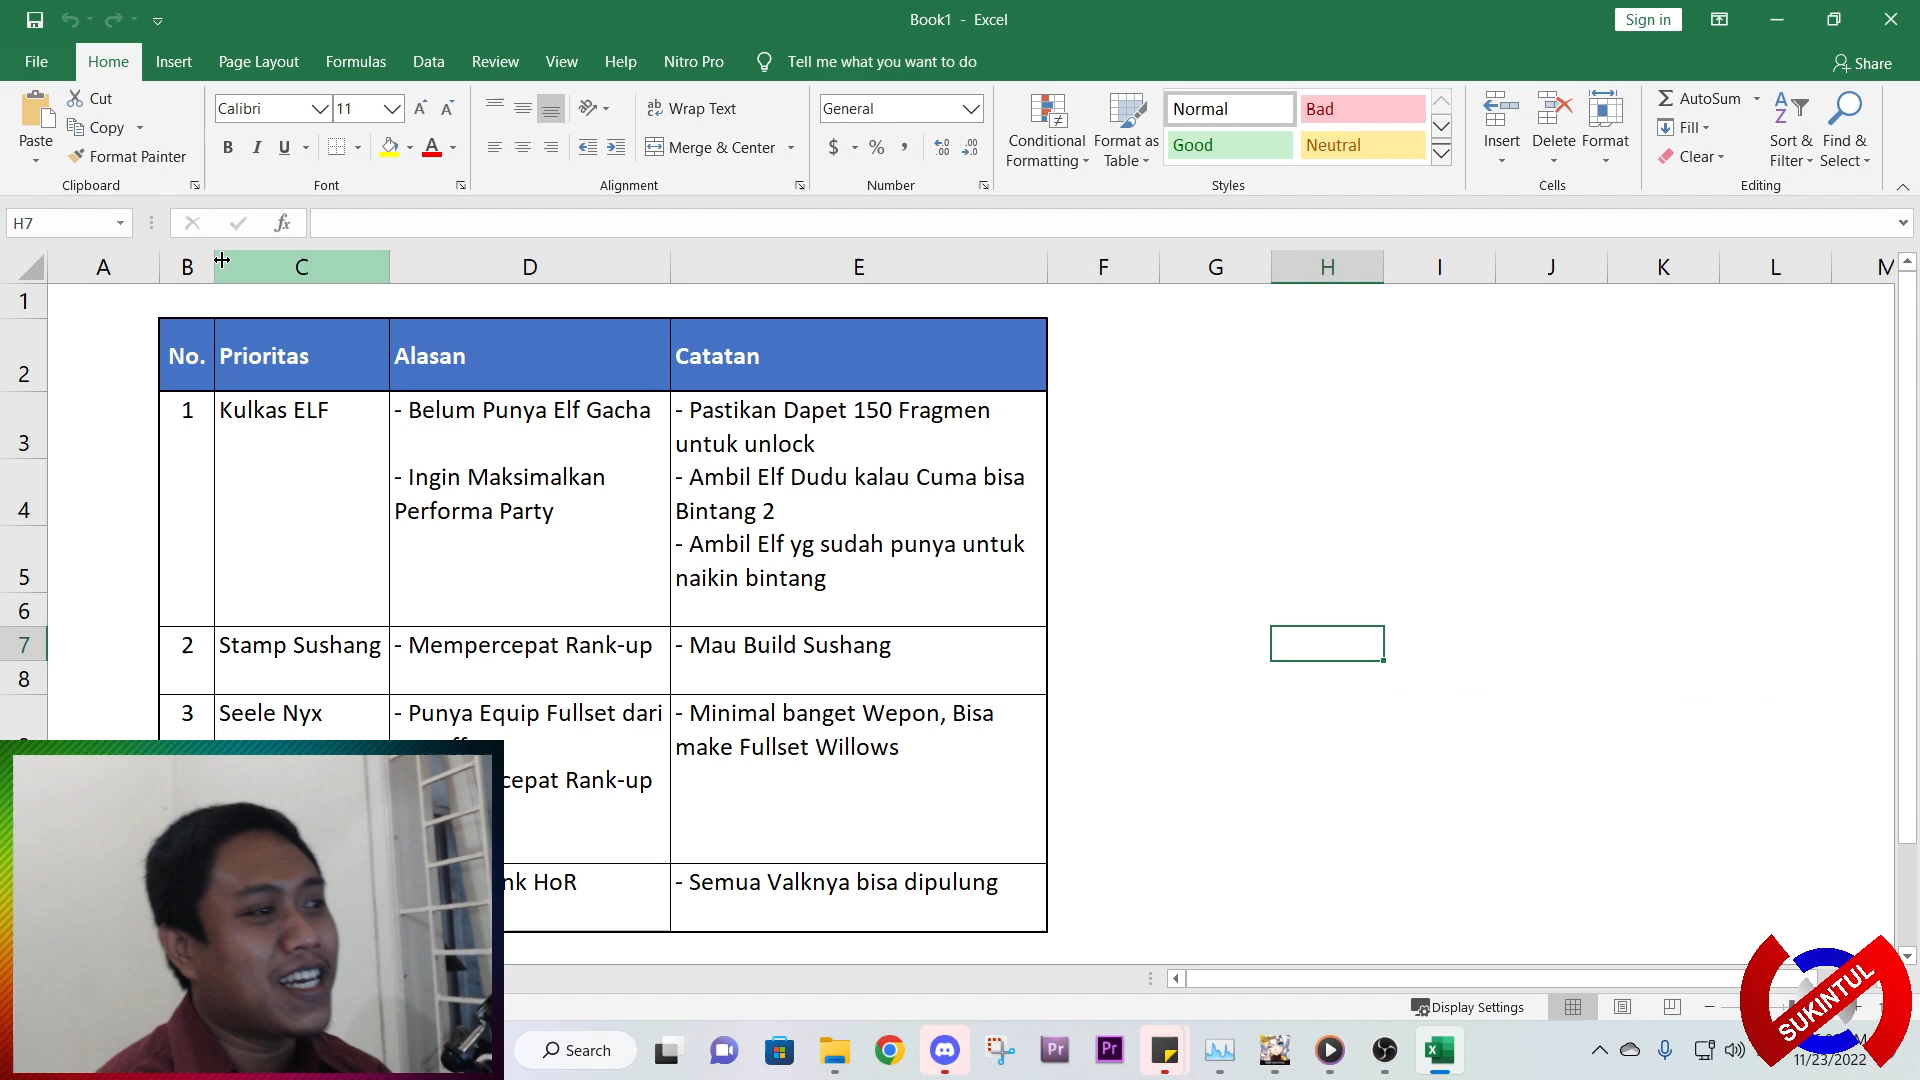 Book1 - Excel
Sign in
File Home Insert Page Layout Formulas Data Review View Help Nitro Pro Tell me what you want to do Share
Paste
Cut
Copy
Format Painter
Clipboard
Calibri 11
B I U A
Font
Wrap Text
Merge & Center
Alignment
General
$ %
Number
Conditional
Formatting
Format as
Table
Normal Bad
Good Neutral
Styles
Insert Delete Format
Cells
AutoSum
Fill
Clear
Sort &
Filter
Find &
Select
Editing
H7
fx
A B C D E F G H I J K L M
1
2
3
4
5
6
7
8
No. Prioritas Alasan Catatan
1 Kulkas ELF
- Belum Punya Elf Gacha
- Ingin Maksimalkan
Performa Party
- Pastikan Dapet 150 Fragmen
untuk unlock
- Ambil Elf Dudu kalau Cuma bisa
Bintang 2
- Ambil Elf yg sudah punya untuk
naikin bintang
2 Stamp Sushang - Mempercepat Rank-up - Mau Build Sushang
3 Seele Nyx
- Punya Equip Fullset dari
cepat Rank-up
- Minimal banget Wepon, Bisa
make Fullset Willows
nk HoR
- Semua Valknya bisa dipulung
Display Settings
Search
Pr
Pr
11/23/2022
SUKINTUL